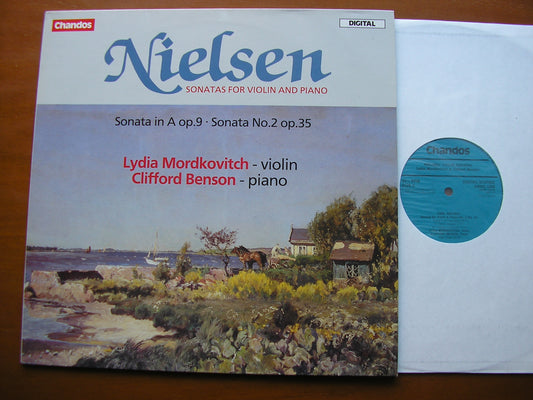 Chandos
DIGITAL
Nielsen
SONATAS FOR VIOLIN AND PIANO
Sonata in A op.9 · Sonata No.2 op.35
Lydia Mordkovitch - violin
Clifford Benson - piano
Chandos